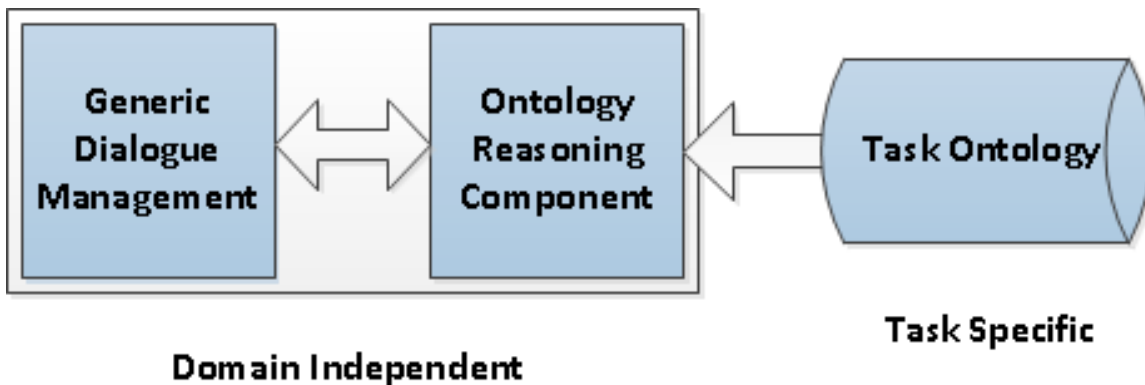 Generic
Dialogue
Management
Ontology
Reasoning
Component
Task Ontology
Task Specific
Domain Independent